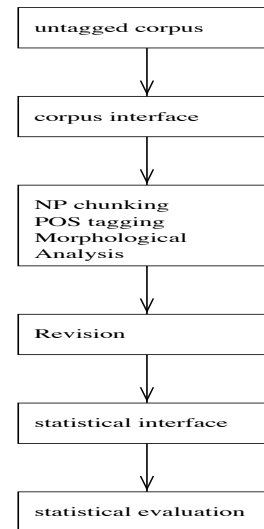 untagged corpus
corpus interface
NP chunking
POS tagging
Morphological
Analysis
Revision
statistical interface
statistical evaluation